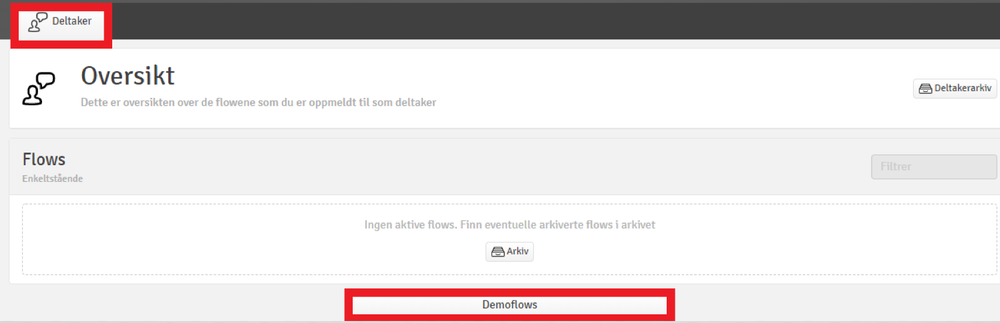 Deltaker
Oversikt
Dette er oversikten over de flowene som du er oppmeldt til som deltaker
Deltakerarkiv
Flows
Enkeltstående
Filtrer
Ingen aktive flows. Finn eventuelle arkiverte flows i arkivet
Arkiv
Demoflows